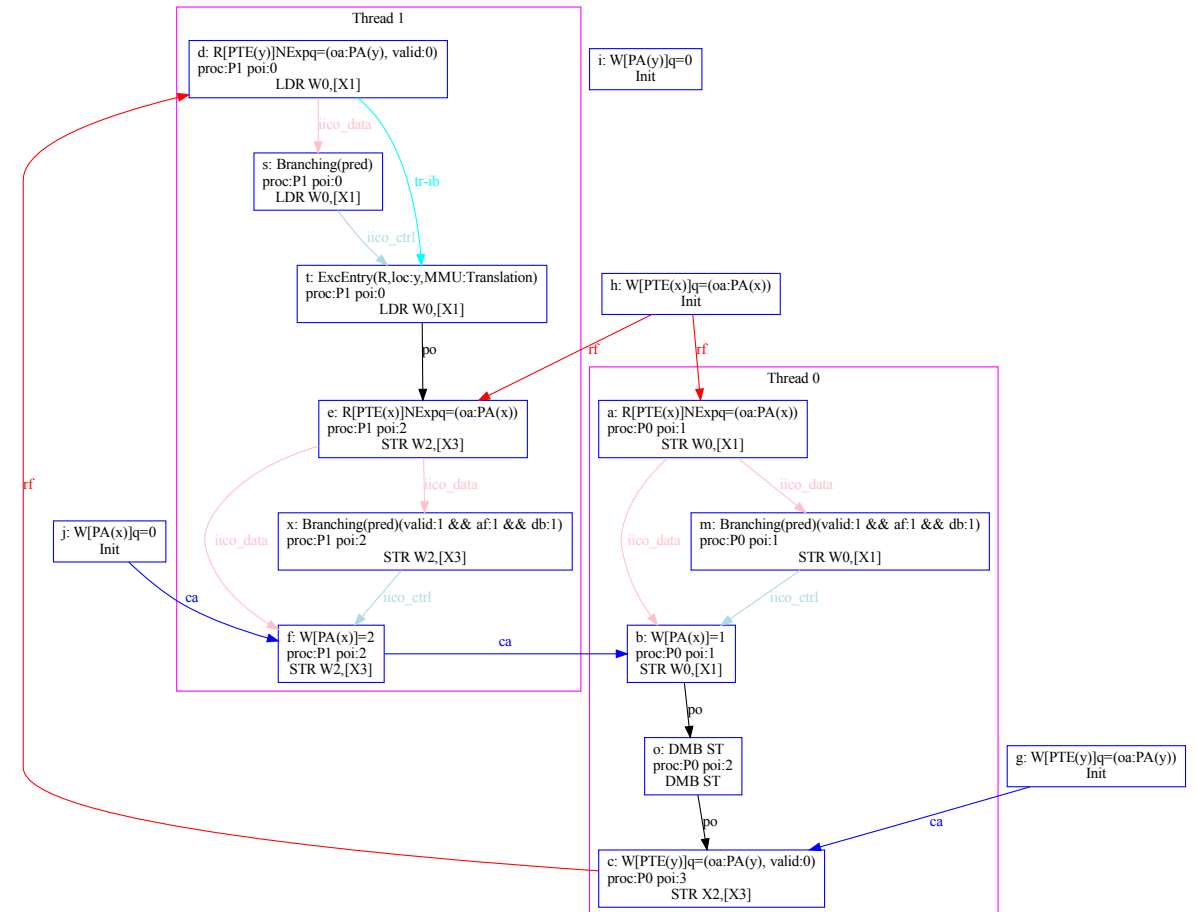 Thread 1
d: R[PTE(y)]NExpq=(oa:PA(y), valid:0)
proc:P1 poi:0
LDR W0,[X1]
i: W[PA(y)]q=0
Init
iico_data
s: Branching(pred)
proc:P1 poi:0
LDR W0,[X1]
tr-ib
iico_ctrl
t: ExcEntry(R,loc:y,MMU:Translation)
proc:P1 poi:0
LDR W0,[X1]
h: W[PTE(x)]q=(oa:PA(x))
Init
po
rf
rf
Thread 0
e: R[PTE(x)]NExpq=(oa:PA(x))
proc:P1 poi:2
STR W2,[X3]
a: R[PTE(x)]NExpq=(oa:PA(x))
proc:P0 poi:1
STR W0,[X1]
rf
iico_data
iico_data
j: W[PA(x)]q=0
Init
iico_data
x: Branching(pred)(valid:1 && af:1 && db:1)
proc:P1 poi:2
STR W2,[X3]
iico_data
m: Branching(pred)(valid:1 && af:1 && db:1)
proc:P0 poi:1
STR W0,[X1]
ca
iico_ctrl
iico_ctrl
f: W[PA(x)]=2
proc:P1 poi:2
STR W2,[X3]
ca
b: W[PA(x)]=1
proc:P0 poi:1
STR W0,[X1]
po
o: DMB ST
proc:P0 poi:2
DMB ST
g: W[PTE(y)]q=(oa:PA(y))
Init
po
ca
c: W[PTE(y)]q=(oa:PA(y), valid:0)
proc:P0 poi:3
STR X2,[X3]